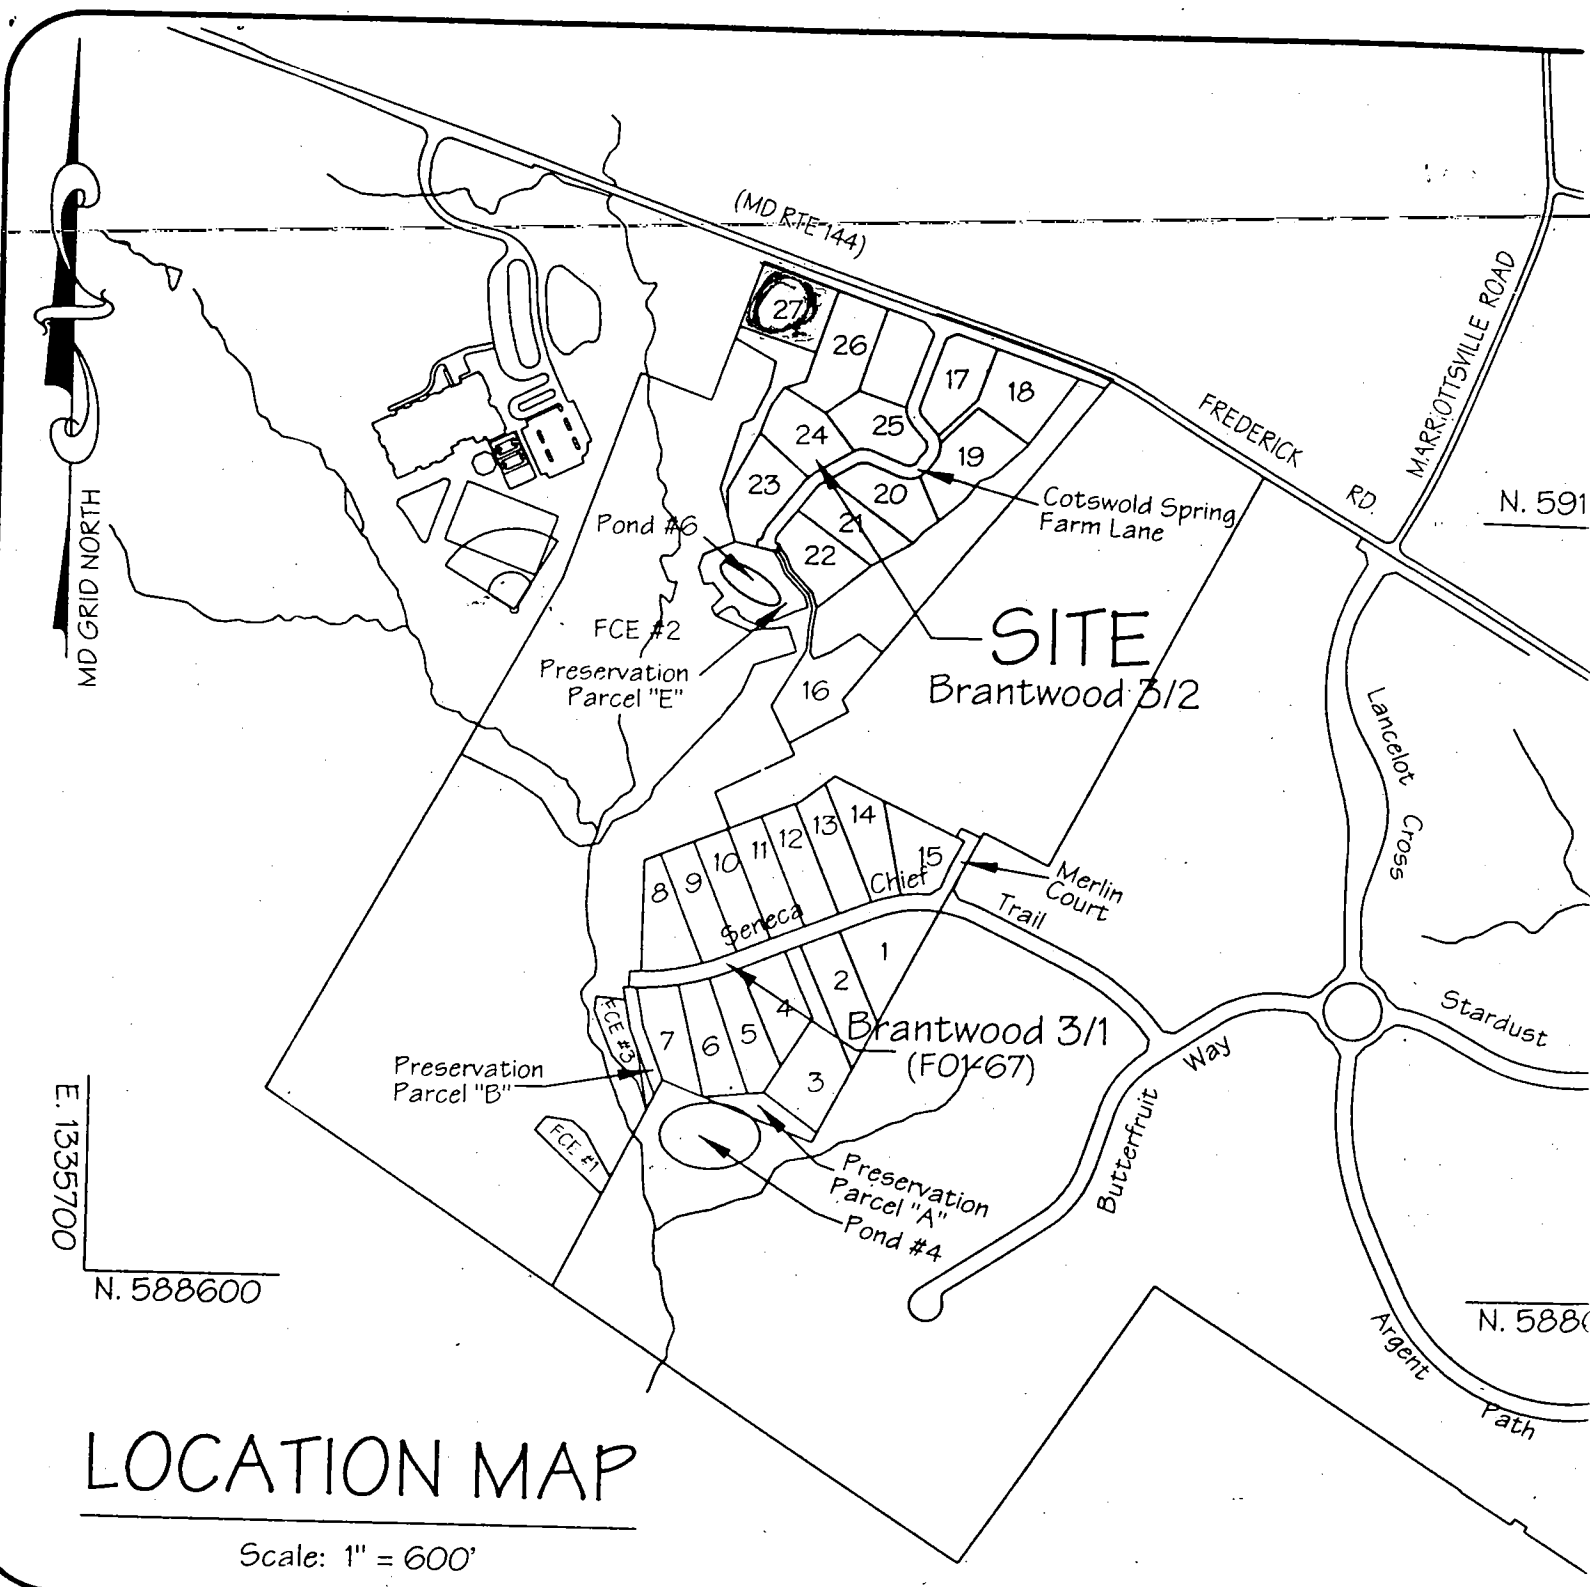 (MD RTE 144)
27
26
17
18
25
24
19
23
20
21
22
16
FREDERICK
RD.
MARRIOTTSVILLE ROAD
N. 591
MD GRID NORTH
Pond #6
Cotswold Spring
Farm Lane
FCE #2
Preservation
Parcel "E"
SITE
Brantwood 3/2
Lancelot
Cross
14
13
12
11
10
9
8
15
Seneca
Chief
Trail
Merlin
Court
1
2
4
5
6
7
3
FCE #3
Brantwood 3/1
(F01-67)
Preservation
Parcel "B"
FCE #1
Preservation
Parcel "A"
Pond #4
Butterfruit
Way
Stardust
Argent
Path
E. 1335700
N. 588600
N. 588
LOCATION MAP
Scale: 1" = 600'